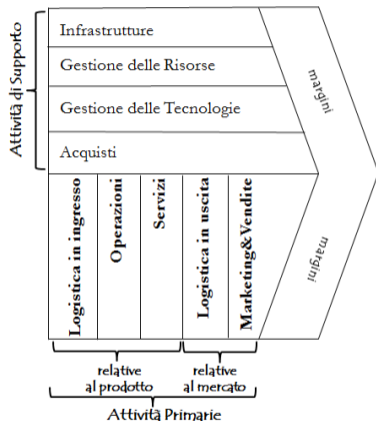 Attività di Supporto
Infrastrutture
Gestione delle Risorse
Gestione delle Tecnologie
Acquisti
margini
Logistica in ingresso
Operazioni
Servizi
Logistica in uscita
Marketing&Vendite
margini
relative
al prodotto
relative
al mercato
Attività Primarie